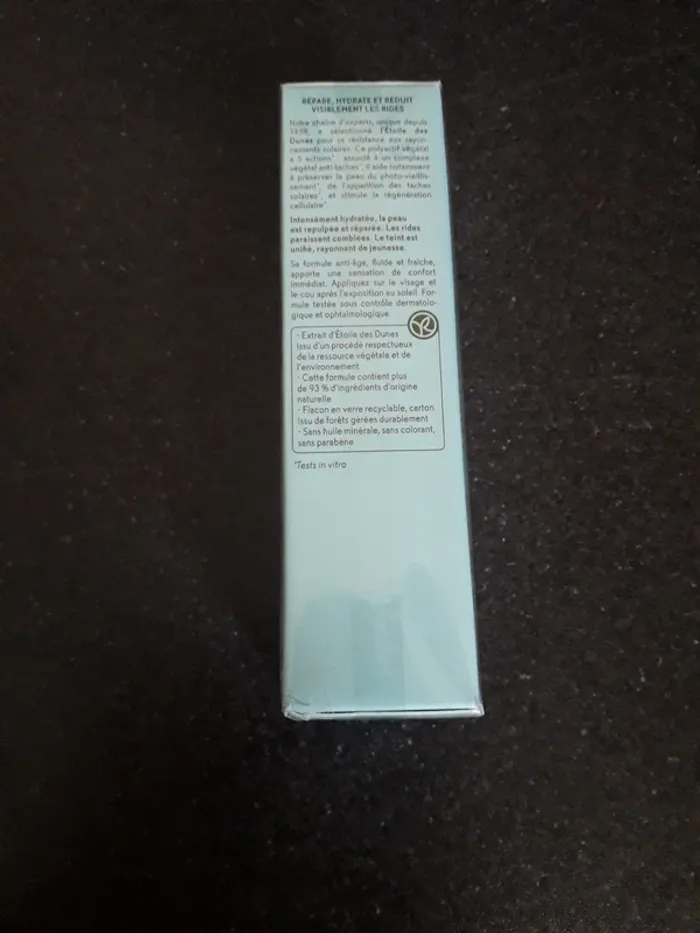 RÉPARE, HYDRATE ET RÉDUIT
VISIBLEMENT LES RIDES
Notre chaîne d'experts, unique depuis
1959, a sélectionné l'Étoile des
Dunes pour sa résistance aux rayon-
nements solaires. Ce polyactif végétal
a 5 actions* associé à un complexe
végétal anti-taches*, il aide notamment
à préserver la peau du photo-vieillis-
sement*, de l'apparition des taches
solaires*, et stimule la régénération
cellulaire*.
Intensément hydratée, la peau
est repulpée et réparée. Les rides
paraissent comblées. Le teint est
unifié, rayonnant de jeunesse.
Sa formule anti-âge, fluide et fraîche,
apporte une sensation de confort
immédiat. Appliquez sur le visage et
le cou après l'exposition au soleil. For-
mule testée sous contrôle dermatolo-
gique et ophtalmologique.
YR
· Extrait d'Étoile des Dunes
issu d'un procédé respectueux
de la ressource végétale et de
l'environnement
· Cette formule contient plus
de 93 % d'ingrédients d'origine
naturelle
· Flacon en verre recyclable, carton
issu de forêts gérées durablement
· Sans huile minérale, sans colorant,
sans parabène
*Tests in vitro